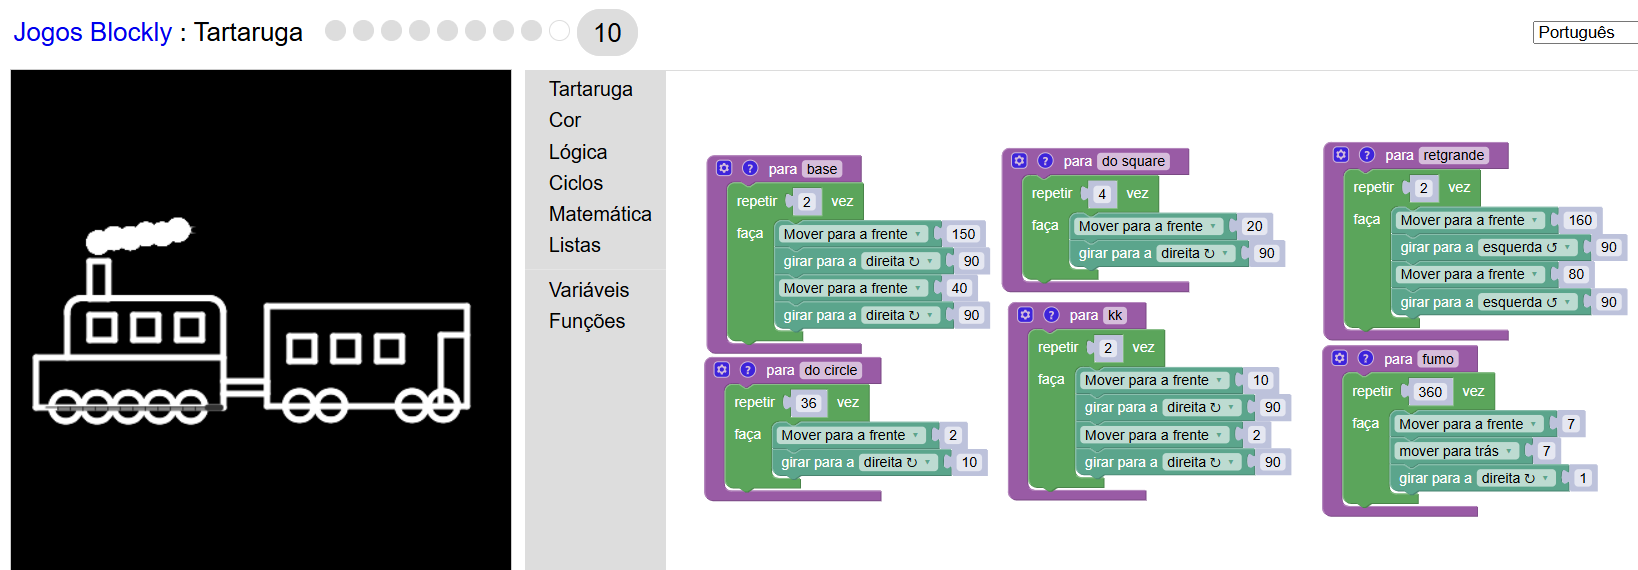 Jogos Blockly : Tartaruga 10 Português
Tartaruga
Cor
Lógica
Ciclos
Matemática
Listas
Variáveis
Funções
? para base
repetir 2 vez
faça Mover para a frente 150
girar para a direita ↻ 90
Mover para a frente 40
girar para a direita ↻ 90
? para do circle
repetir 36 vez
faça Mover para a frente 2
girar para a direita ↻ 10
? para do square
repetir 4 vez
faça Mover para a frente 20
girar para a direita ↻ 90
? para kk
repetir 2 vez
faça Mover para a frente 10
girar para a direita ↻ 90
Mover para a frente 2
girar para a direita ↻ 90
? para retgrande
repetir 2 vez
faça Mover para a frente 160
girar para a esquerda ↺ 90
Mover para a frente 80
girar para a esquerda ↺ 90
? para fumo
repetir 360 vez
faça Mover para a frente 7
mover para trás 7
girar para a direita ↻ 1